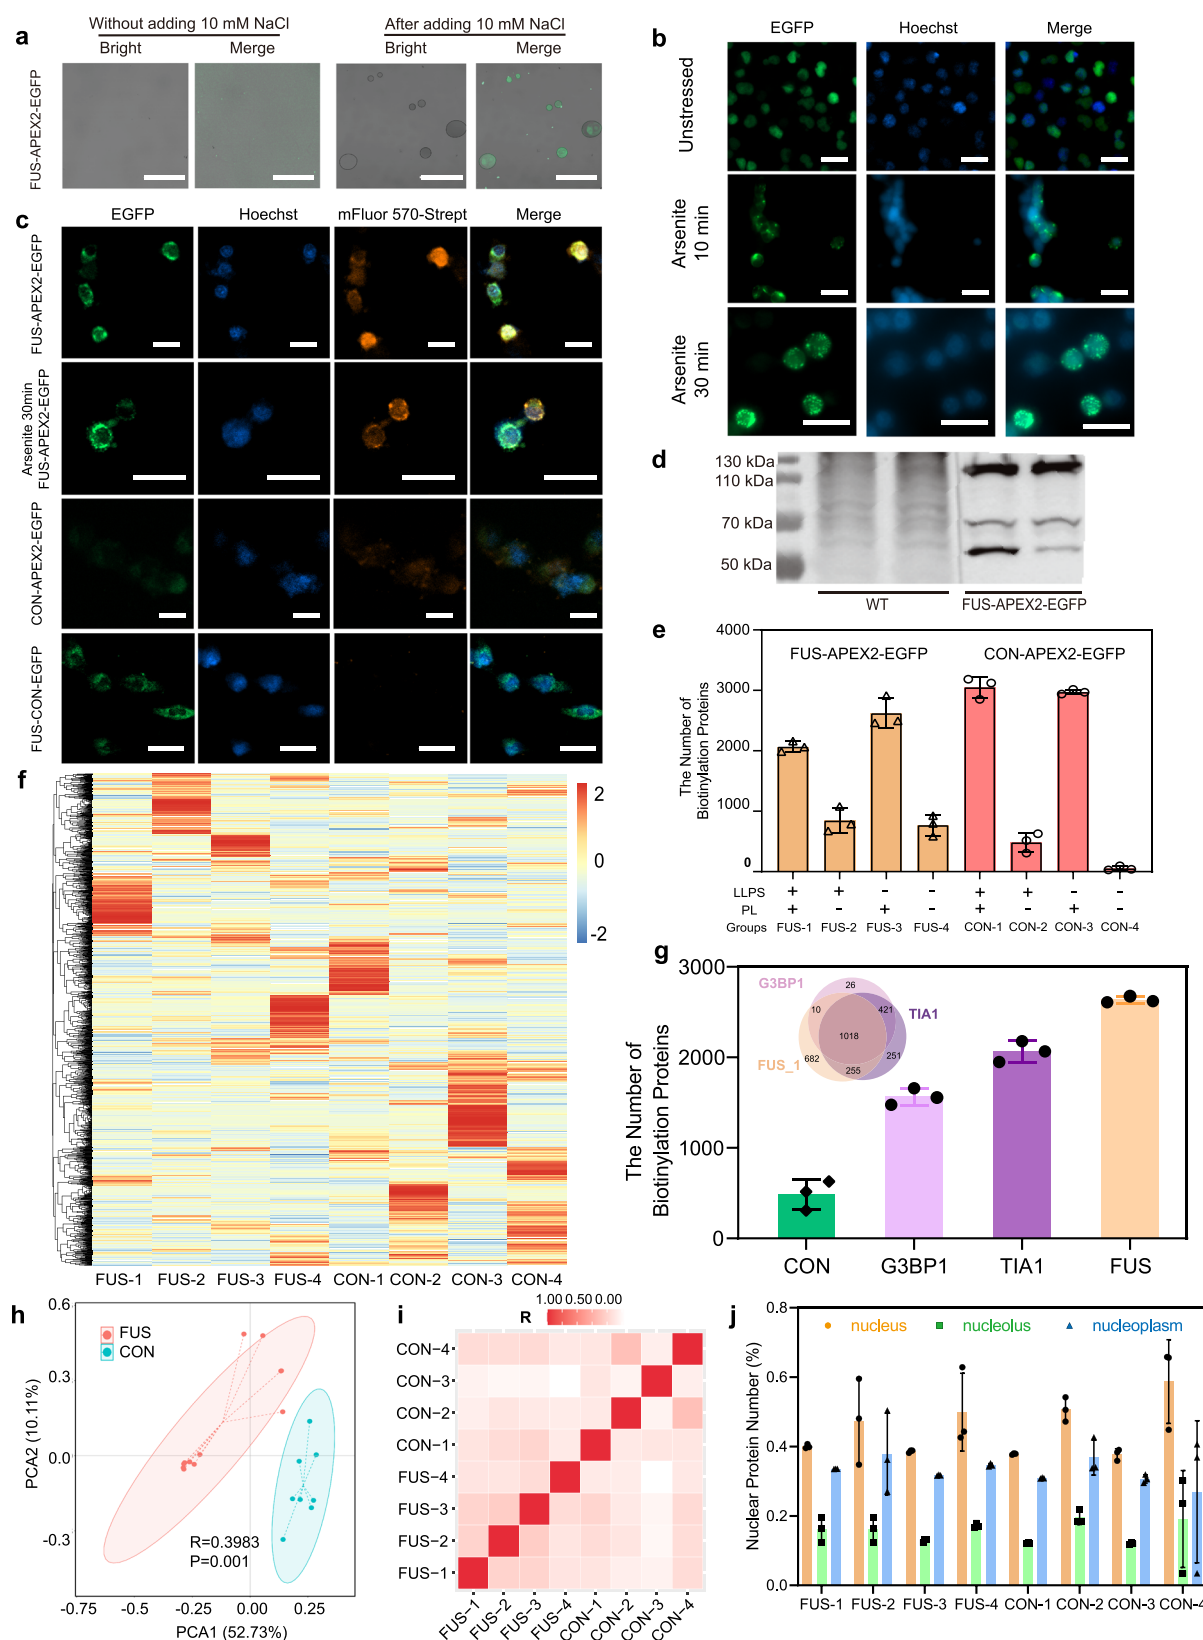 a
Without adding 10 mM NaCl
After adding 10 mM NaCl
Bright
Merge
Bright
Merge
FUS-APEX2-EGFP
b
EGFP
Hoechst
Merge
Unstressed
Arsenite
10 min
Arsenite
30 min
c
EGFP
Hoechst
mFluor 570-Strept
Merge
FUS-APEX2-EGFP
Arsenite 30min
FUS-APEX2-EGFP
CON-APEX2-EGFP
FUS-CON-EGFP
d
130 kDa
110 kDa
70 kDa
50 kDa
WT
FUS-APEX2-EGFP
e
The Number of
Biotinylation Proteins
4000
3000
2000
1000
0
FUS-APEX2-EGFP
CON-APEX2-EGFP
LLPS + + - - + + - -
PL + - + - + - + -
Groups FUS-1 FUS-2 FUS-3 FUS-4 CON-1 CON-2 CON-3 CON-4
f
2
0
-2
FUS-1 FUS-2 FUS-3 FUS-4 CON-1 CON-2 CON-3 CON-4
g
The Number of
Biotinylation Proteins
3000
2000
1000
0
G3BP1
TIA1
FUS_1
26
10
421
1018
682
251
255
CON G3BP1 TIA1 FUS
h
PCA2 (10.11%)
0.6
0.3
0.0
-0.3
FUS
CON
R=0.3983
P=0.001
-0.75 -0.25 0.00 0.25
PCA1 (52.73%)
i
R
1.00 0.50 0.00
CON-4
CON-3
CON-2
CON-1
FUS-4
FUS-3
FUS-2
FUS-1
FUS-1 FUS-2 FUS-3 FUS-4 CON-1 CON-2 CON-3 CON-4
j
Nuclear Protein Number (%)
0.8
0.6
0.4
0.2
0.0
nucleus
nucleolus
nucleoplasm
FUS-1 FUS-2 FUS-3 FUS-4 CON-1 CON-2 CON-3 CON-4